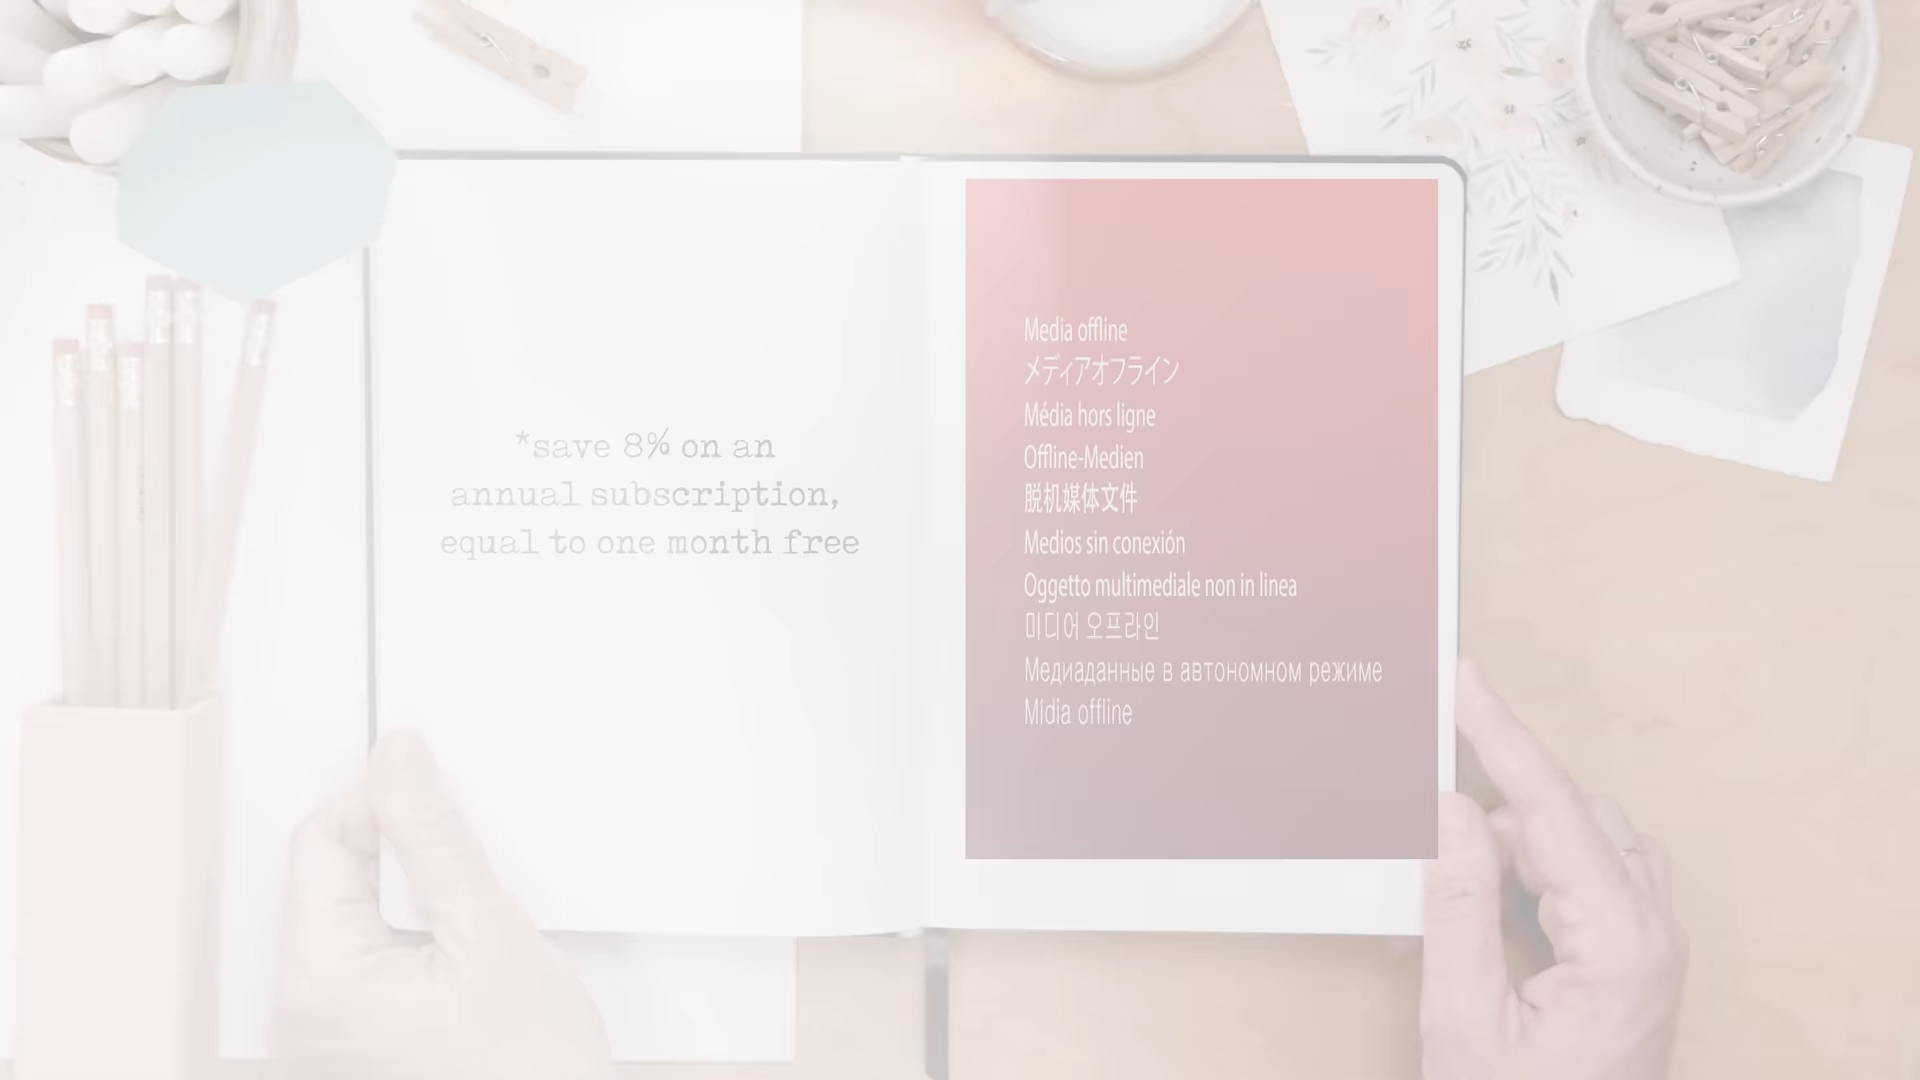 *save 8% on an
annual subscription,
equal to one month free
Media offline
メディアオフライン
Média hors ligne
Offline-Medien
脱机媒体文件
Medios sin conexión
Oggetto multimediale non in linea
미디어 오프라인
Медиаданные в автономном режиме
Mídia offline